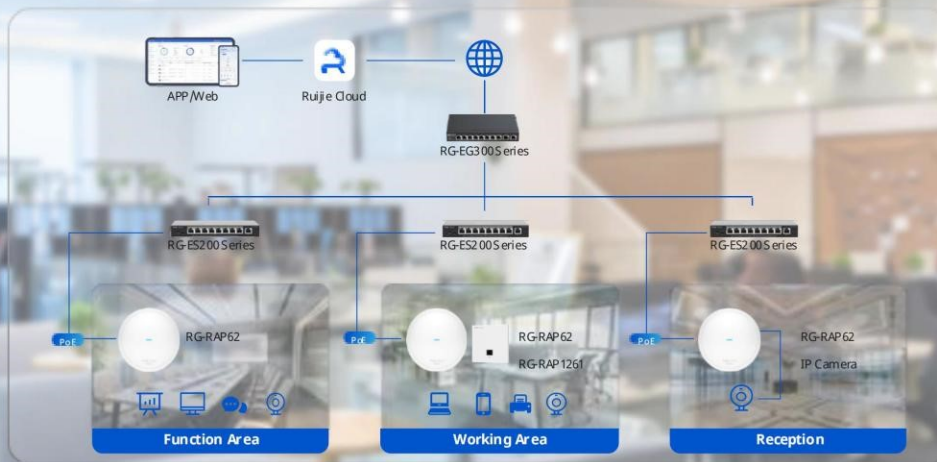 APP/Web
Ruijie Cloud
RG-EG300 Series
RG-ES200 Series
RG-ES200 Series
RG-ES200 Series
PoE
RG-RAP62
PoE
RG-RAP62
RG-RAP1261
PoE
RG-RAP62
IP Camera
Function Area
Working Area
Reception